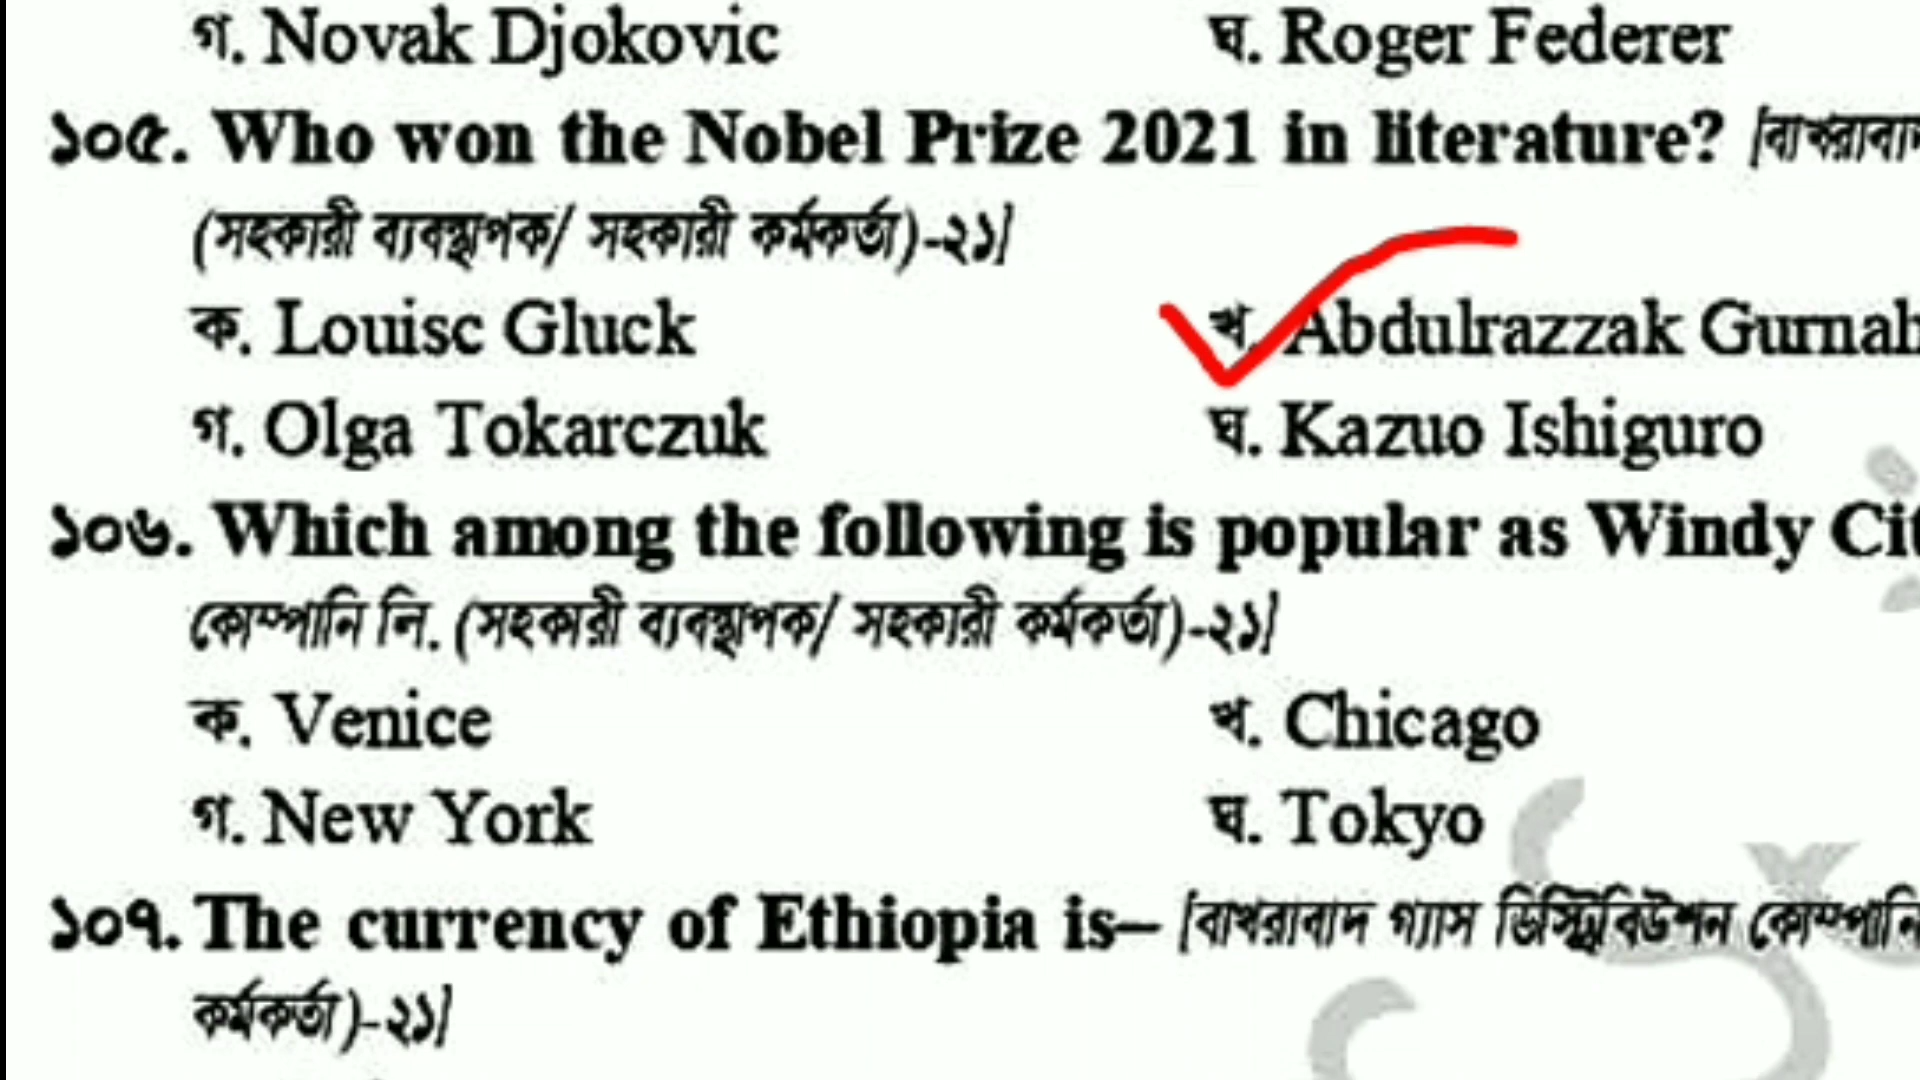 গ. Novak Djokovic ঘ. Roger Federer
১০৫. Who won the Nobel Prize 2021 in literature?
(সহকারী ব্যবস্থাপক/ সহকারী কর্মকর্তা)-২১]
ক. Louisc Gluck খ. Abdulrazzak Gurnah
গ. Olga Tokarczuk ঘ. Kazuo Ishiguro
১০৬. Which among the following is popular as Windy
কোম্পানি লি. (সহকারী ব্যবস্থাপক/ সহকারী কর্মকর্তা)-২১]
ক. Venice খ. Chicago
গ. New York ঘ. Tokyo
১০৭. The currency of Ethiopia is– [বাখরাবাদ গ্যাস ডিস্ট্রিবিউশন কোম্পানি
কর্মকর্তা)-২১]